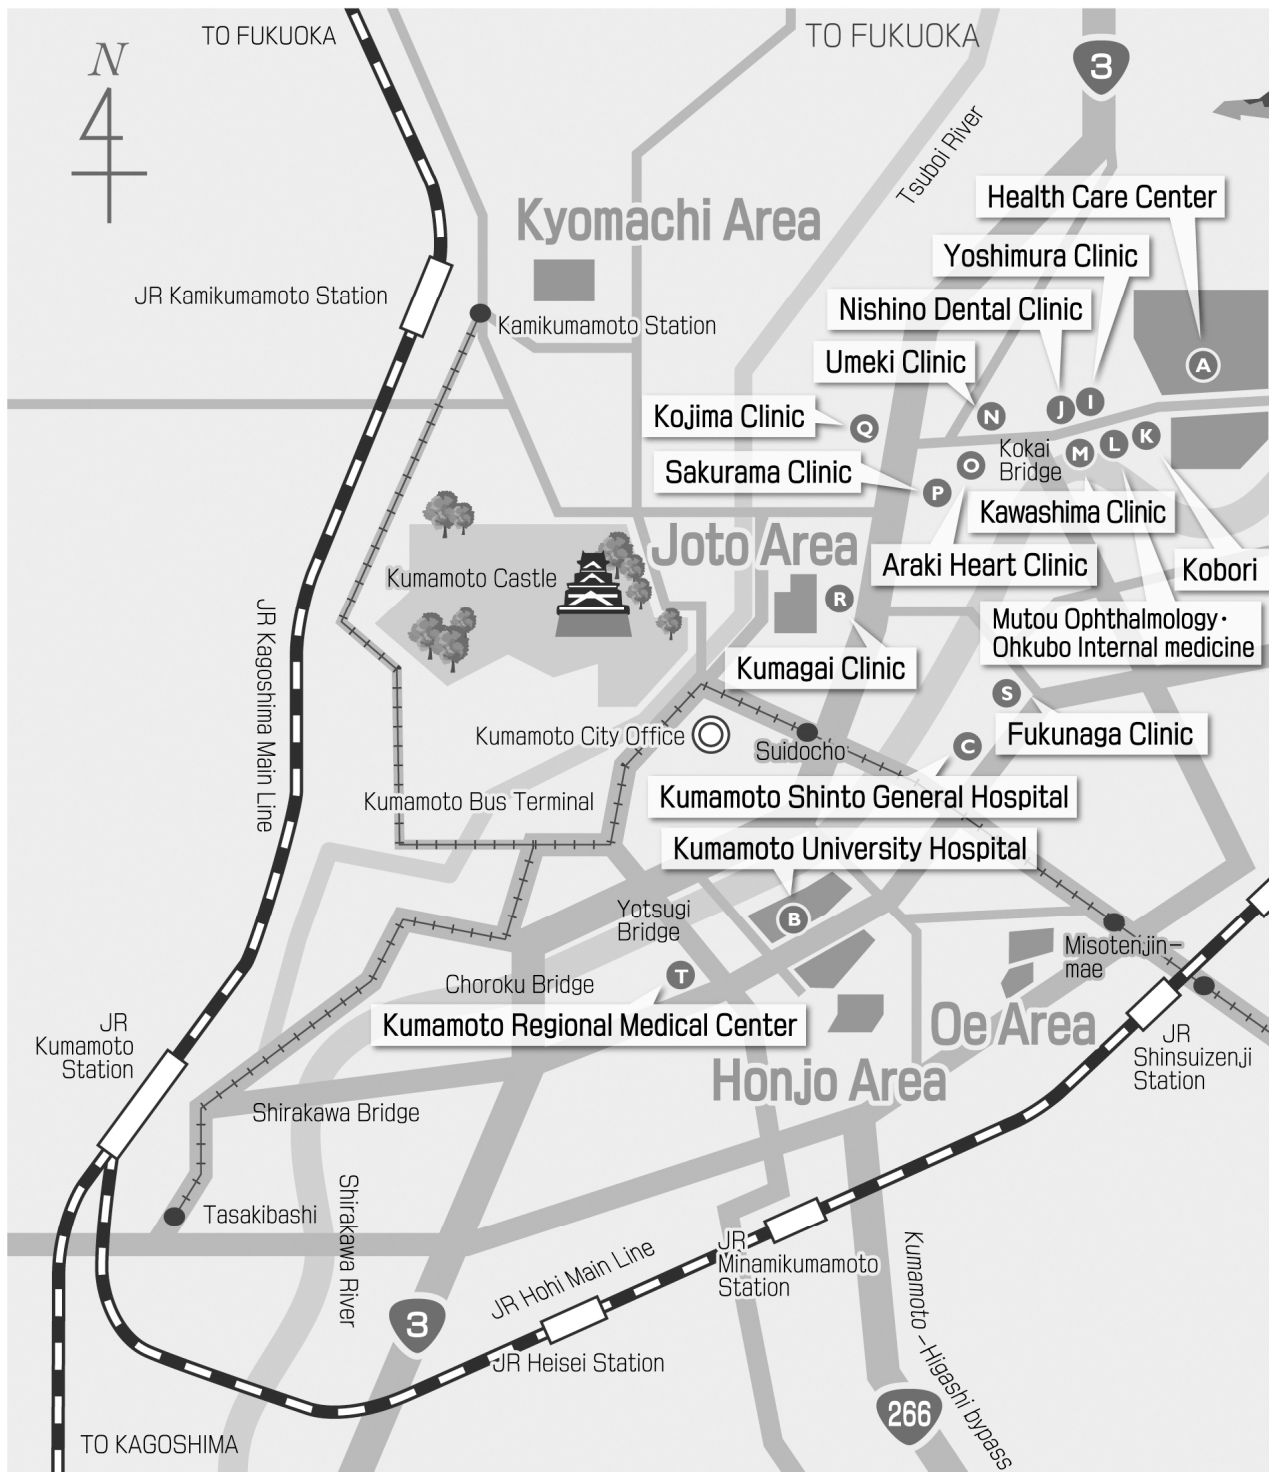 TO FUKUOKA
TO FUKUOKA
N
3
Tsuboi River
Health Care Center
Kyomachi Area
Yoshimura Clinic
JR Kamikumamoto Station
Nishino Dental Clinic
Kamikumamoto Station
Umeki Clinic
A
Kojima Clinic
Q
N
J
I
Kokai
Bridge
M
L
K
Sakurama Clinic
P
O
Kawashima Clinic
Joto Area
Araki Heart Clinic
Kobori
Kumamoto Castle
R
Mutou Ophthalmology·
Ohkubo Internal medicine
JR Kagoshima Main Line
Kumagai Clinic
S
Kumamoto City Office
Suidocho
C
Fukunaga Clinic
Kumamoto Bus Terminal
Kumamoto Shinto General Hospital
Kumamoto University Hospital
Yotsugi
Bridge
B
Misotenjin-
mae
Choroku Bridge
T
Kumamoto Regional Medical Center
Oe Area
JR
Kumamoto
Station
JR
Shinsuizenji
Station
Honjo Area
Shirakawa Bridge
Tasakibashi
Shirakawa River
JR
Minamikumamoto
Station
JR Hohi Main Line
Kumamoto -Higashi bypass
3
JR Heisei Station
266
TO KAGOSHIMA